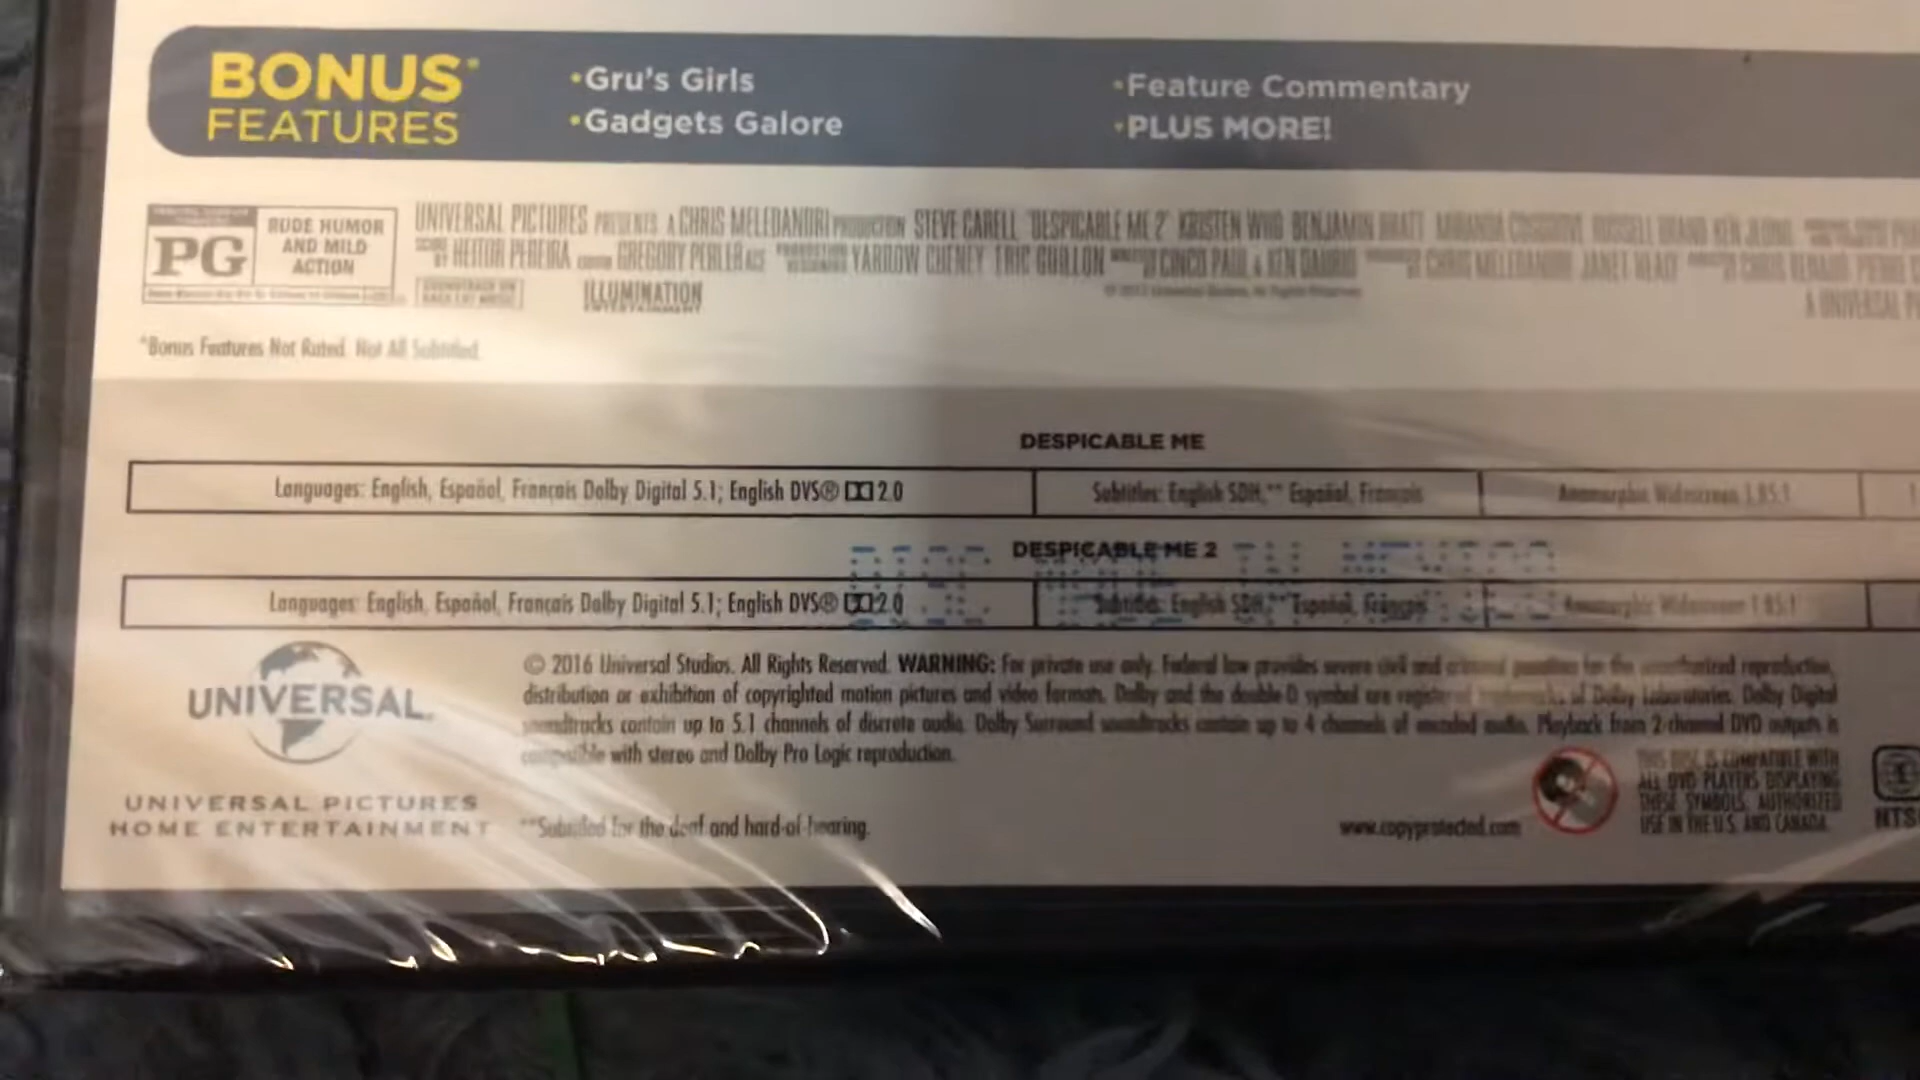 BONUS*
FEATURES
•Gru's Girls
•Gadgets Galore
•Feature Commentary
•PLUS MORE!
PG
RUDE HUMOR
AND MILD
ACTION
UNIVERSAL PICTURES PRESENTS A CHRIS MELEDANDRI PRODUCTION STEVE CARELL "DESPICABLE ME 2" KRISTEN WIIG BENJAMIN BRATT MIRANDA COSGROVE RUSSELL BRAND KEN JEONG
BY HEITOR PEREIRA GREGORY PERLER ACE YARROW CHENEY ERIC GUILLON CINCO PAUL & KEN DAURIO CHRIS MELEDANDRI JANET HEALY CHRIS RENAUD
ILLUMINATION
ENTERTAINMENT
A UNIVERSAL
*Bonus Features Not Rated. Not All Subtitled.
DESPICABLE ME
Languages: English, Español, Français Dolby Digital 5.1; English DVS® 2.0
Subtitles: English SDH,** Español, Français
Anamorphic Widescreen 1.85:1
DESPICABLE ME 2
Languages: English, Español, Français Dolby Digital 5.1; English DVS® 2.0
Subtitles: English SDH,** Español, Français
Anamorphic Widescreen 1.85:1
DISC MADE IN MEXICO
UNIVERSAL
UNIVERSAL PICTURES
HOME ENTERTAINMENT
© 2016 Universal Studios. All Rights Reserved. WARNING: For private use only. Federal law provides severe civil and criminal penalties for the unauthorized reproduction,
distribution or exhibition of copyrighted motion pictures and video formats. Dolby and the double-D symbol are registered trademarks of Dolby Laboratories. Dolby Digital
soundtracks contain up to 5.1 channels of discrete audio. Dolby Surround soundtracks contain up to 4 channels of encoded audio. Playback from 2-channel DVD outputs is
compatible with stereo and Dolby Pro Logic reproduction.
**Subtitled for the deaf and hard-of-hearing.
www.copyprotected.com
THIS DISC IS COMPATIBLE WITH
ALL DVD PLAYERS DISPLAYING
THESE SYMBOLS. AUTHORIZED
USE IN THE U.S. AND CANADA.